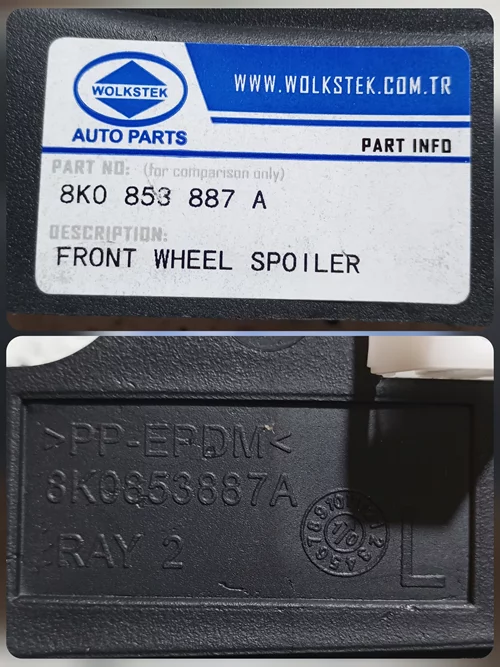 WOLKSTEK
AUTO PARTS
WWW.WOLKSTEK.COM.TR
PART INFO
PART NO: (for comparison only)
8K0 853 887 A
DESCRIPTION:
FRONT WHEEL SPOILER
>PP-EPDM<
8K0853887A
RAY 2
L